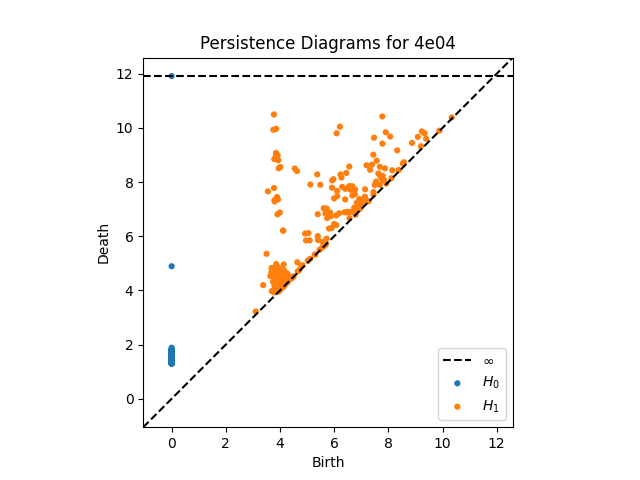 Persistence Diagrams for 4e04
12
10
8
6
4
2
0
Death
0 2 4 6 8 10 12
Birth
∞
H₀
H₁